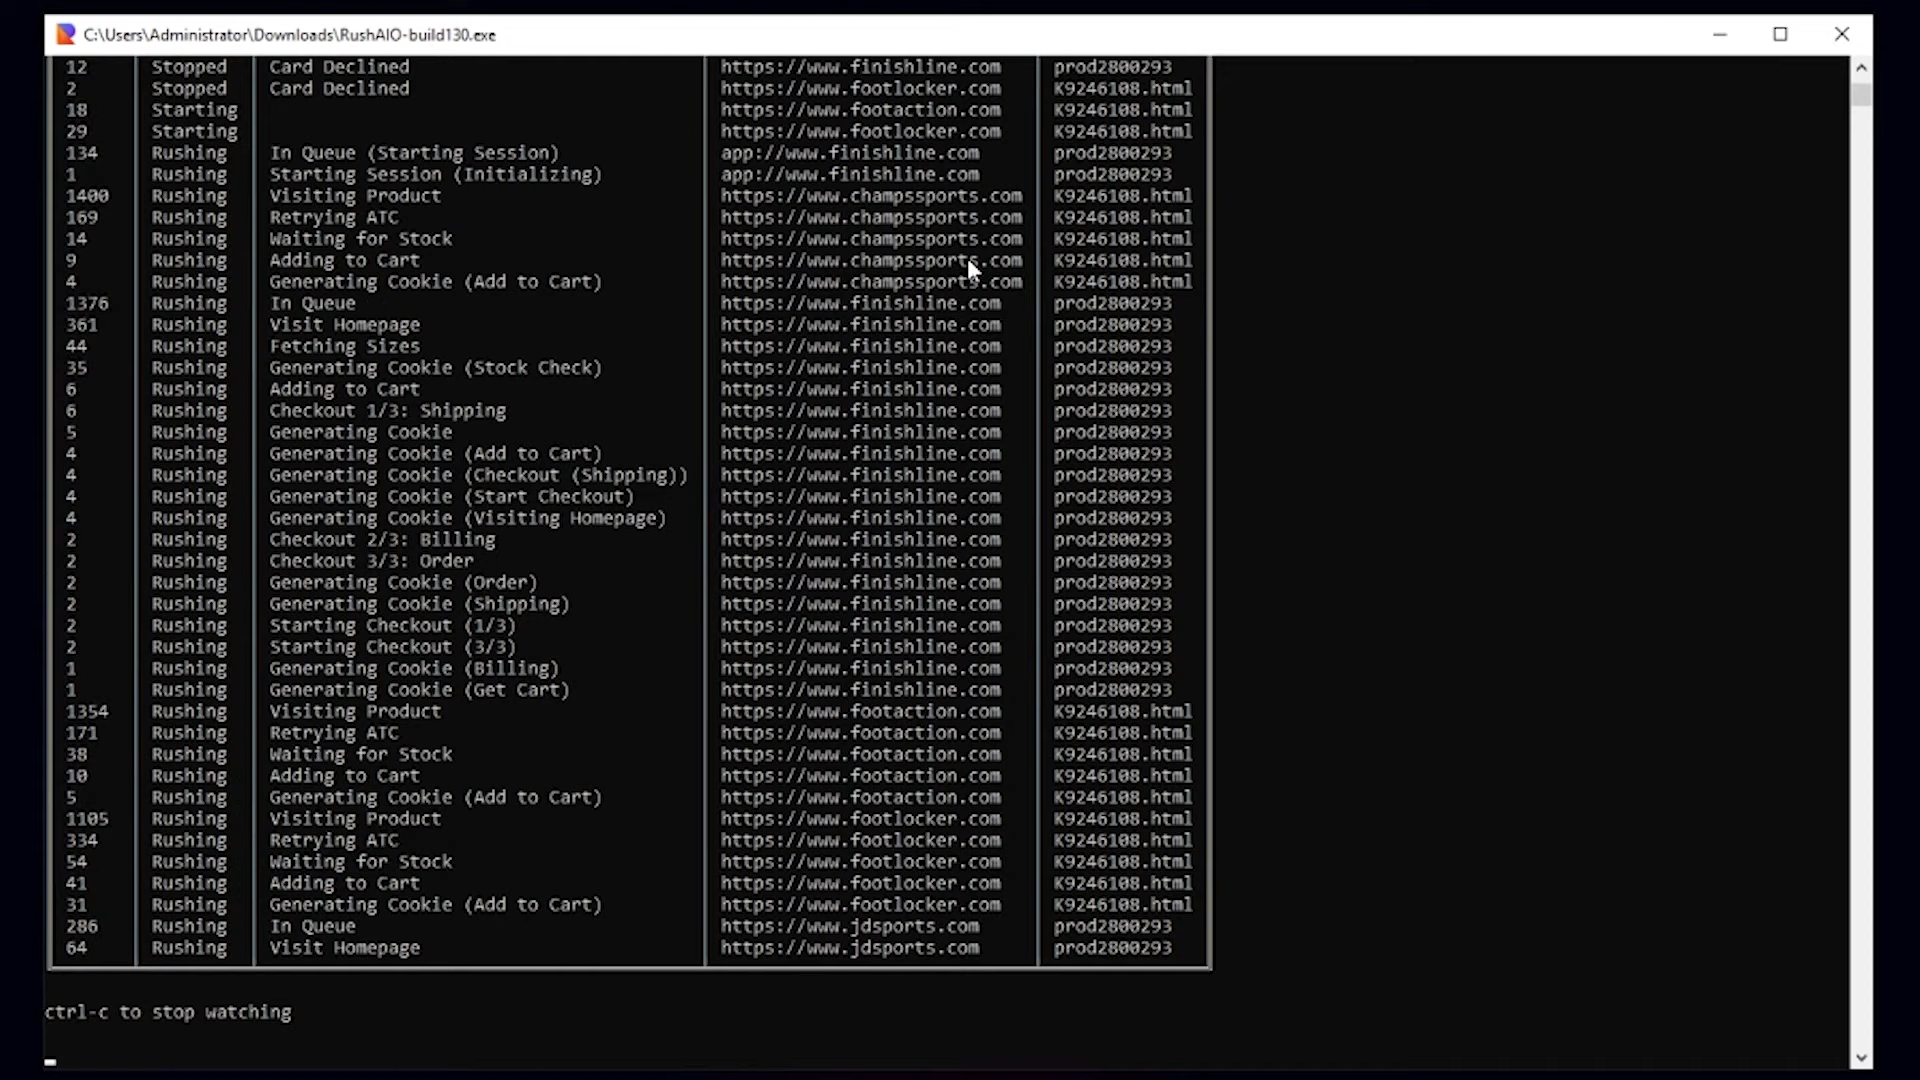 C:\Users\Administrator\Downloads\RushAIO-build130.exe
12 Stopped Card Declined https://www.finishline.com prod2800293
2 Stopped Card Declined https://www.footlocker.com K9246108.html
18 Starting https://www.footaction.com K9246108.html
29 Starting https://www.footlocker.com K9246108.html
134 Rushing In Queue (Starting Session) app://www.finishline.com prod2800293
1 Rushing Starting Session (Initializing) app://www.finishline.com prod2800293
1400 Rushing Visiting Product https://www.champssports.com K9246108.html
169 Rushing Retrying ATC https://www.champssports.com K9246108.html
14 Rushing Waiting for Stock https://www.champssports.com K9246108.html
9 Rushing Adding to Cart https://www.champssports.com K9246108.html
4 Rushing Generating Cookie (Add to Cart) https://www.champssports.com K9246108.html
1376 Rushing In Queue https://www.finishline.com prod2800293
361 Rushing Visit Homepage https://www.finishline.com prod2800293
44 Rushing Fetching Sizes https://www.finishline.com prod2800293
35 Rushing Generating Cookie (Stock Check) https://www.finishline.com prod2800293
6 Rushing Adding to Cart https://www.finishline.com prod2800293
6 Rushing Checkout 1/3: Shipping https://www.finishline.com prod2800293
5 Rushing Generating Cookie https://www.finishline.com prod2800293
4 Rushing Generating Cookie (Add to Cart) https://www.finishline.com prod2800293
4 Rushing Generating Cookie (Checkout (Shipping)) https://www.finishline.com prod2800293
4 Rushing Generating Cookie (Start Checkout) https://www.finishline.com prod2800293
4 Rushing Generating Cookie (Visiting Homepage) https://www.finishline.com prod2800293
2 Rushing Checkout 2/3: Billing https://www.finishline.com prod2800293
2 Rushing Checkout 3/3: Order https://www.finishline.com prod2800293
2 Rushing Generating Cookie (Order) https://www.finishline.com prod2800293
2 Rushing Generating Cookie (Shipping) https://www.finishline.com prod2800293
2 Rushing Starting Checkout (1/3) https://www.finishline.com prod2800293
2 Rushing Starting Checkout (3/3) https://www.finishline.com prod2800293
1 Rushing Generating Cookie (Billing) https://www.finishline.com prod2800293
1 Rushing Generating Cookie (Get Cart) https://www.finishline.com prod2800293
1354 Rushing Visiting Product https://www.footaction.com K9246108.html
171 Rushing Retrying ATC https://www.footaction.com K9246108.html
38 Rushing Waiting for Stock https://www.footaction.com K9246108.html
10 Rushing Adding to Cart https://www.footaction.com K9246108.html
5 Rushing Generating Cookie (Add to Cart) https://www.footaction.com K9246108.html
1105 Rushing Visiting Product https://www.footlocker.com K9246108.html
334 Rushing Retrying ATC https://www.footlocker.com K9246108.html
54 Rushing Waiting for Stock https://www.footlocker.com K9246108.html
41 Rushing Adding to Cart https://www.footlocker.com K9246108.html
31 Rushing Generating Cookie (Add to Cart) https://www.footlocker.com K9246108.html
286 Rushing In Queue https://www.jdsports.com prod2800293
64 Rushing Visit Homepage https://www.jdsports.com prod2800293
ctrl-c to stop watching